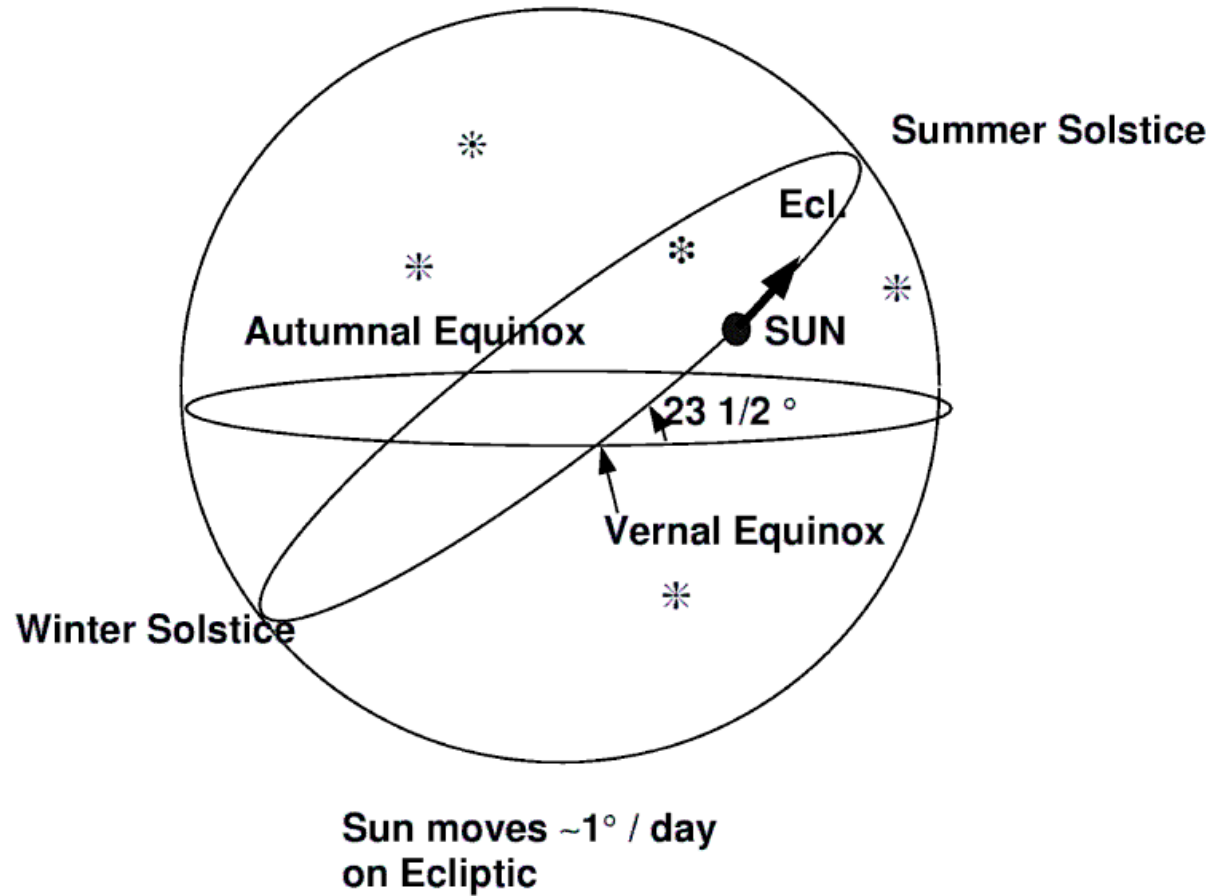 Summer Solstice
Ecl.
Autumnal Equinox
SUN
23 1/2 °
Vernal Equinox
Winter Solstice
Sun moves ~1° / day
on Ecliptic